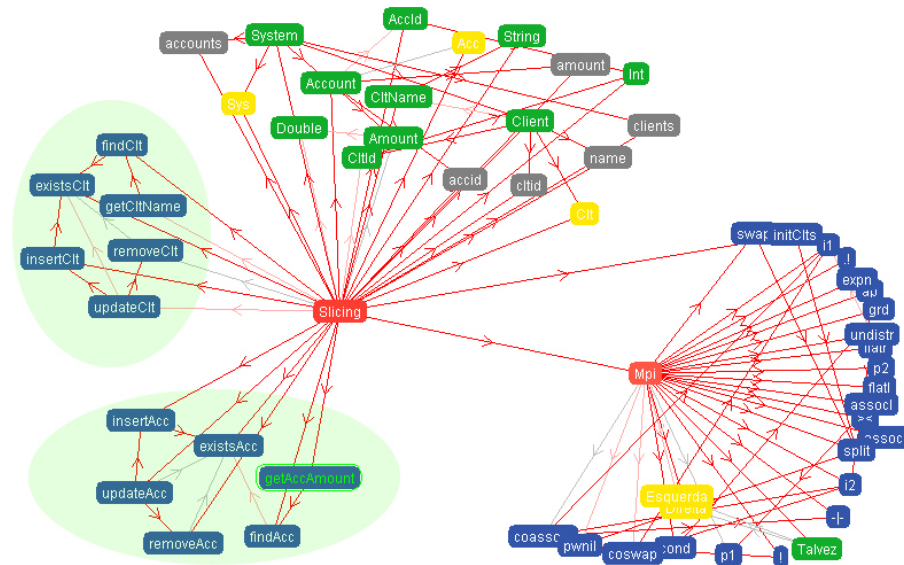 AccId
System
String
accounts
Acc
amount
Int
Account
CltName
Sys
Double
Amount
Client
clients
CltId
name
findClt
accid
cltid
existsClt
getCltName
Clt
swap
initClts
i1
.!
removeClt
insertClt
expn
ap
grd
updateClt
Slicing
undistr
p2
Mpi
flatl
assocl
insertAcc
existsAcc
split
getAccAmount
i2
updateAcc
Esquerda
Direita
-|-
removeAcc
findAcc
pwnil
coswap
cond
p1
!
Talvez